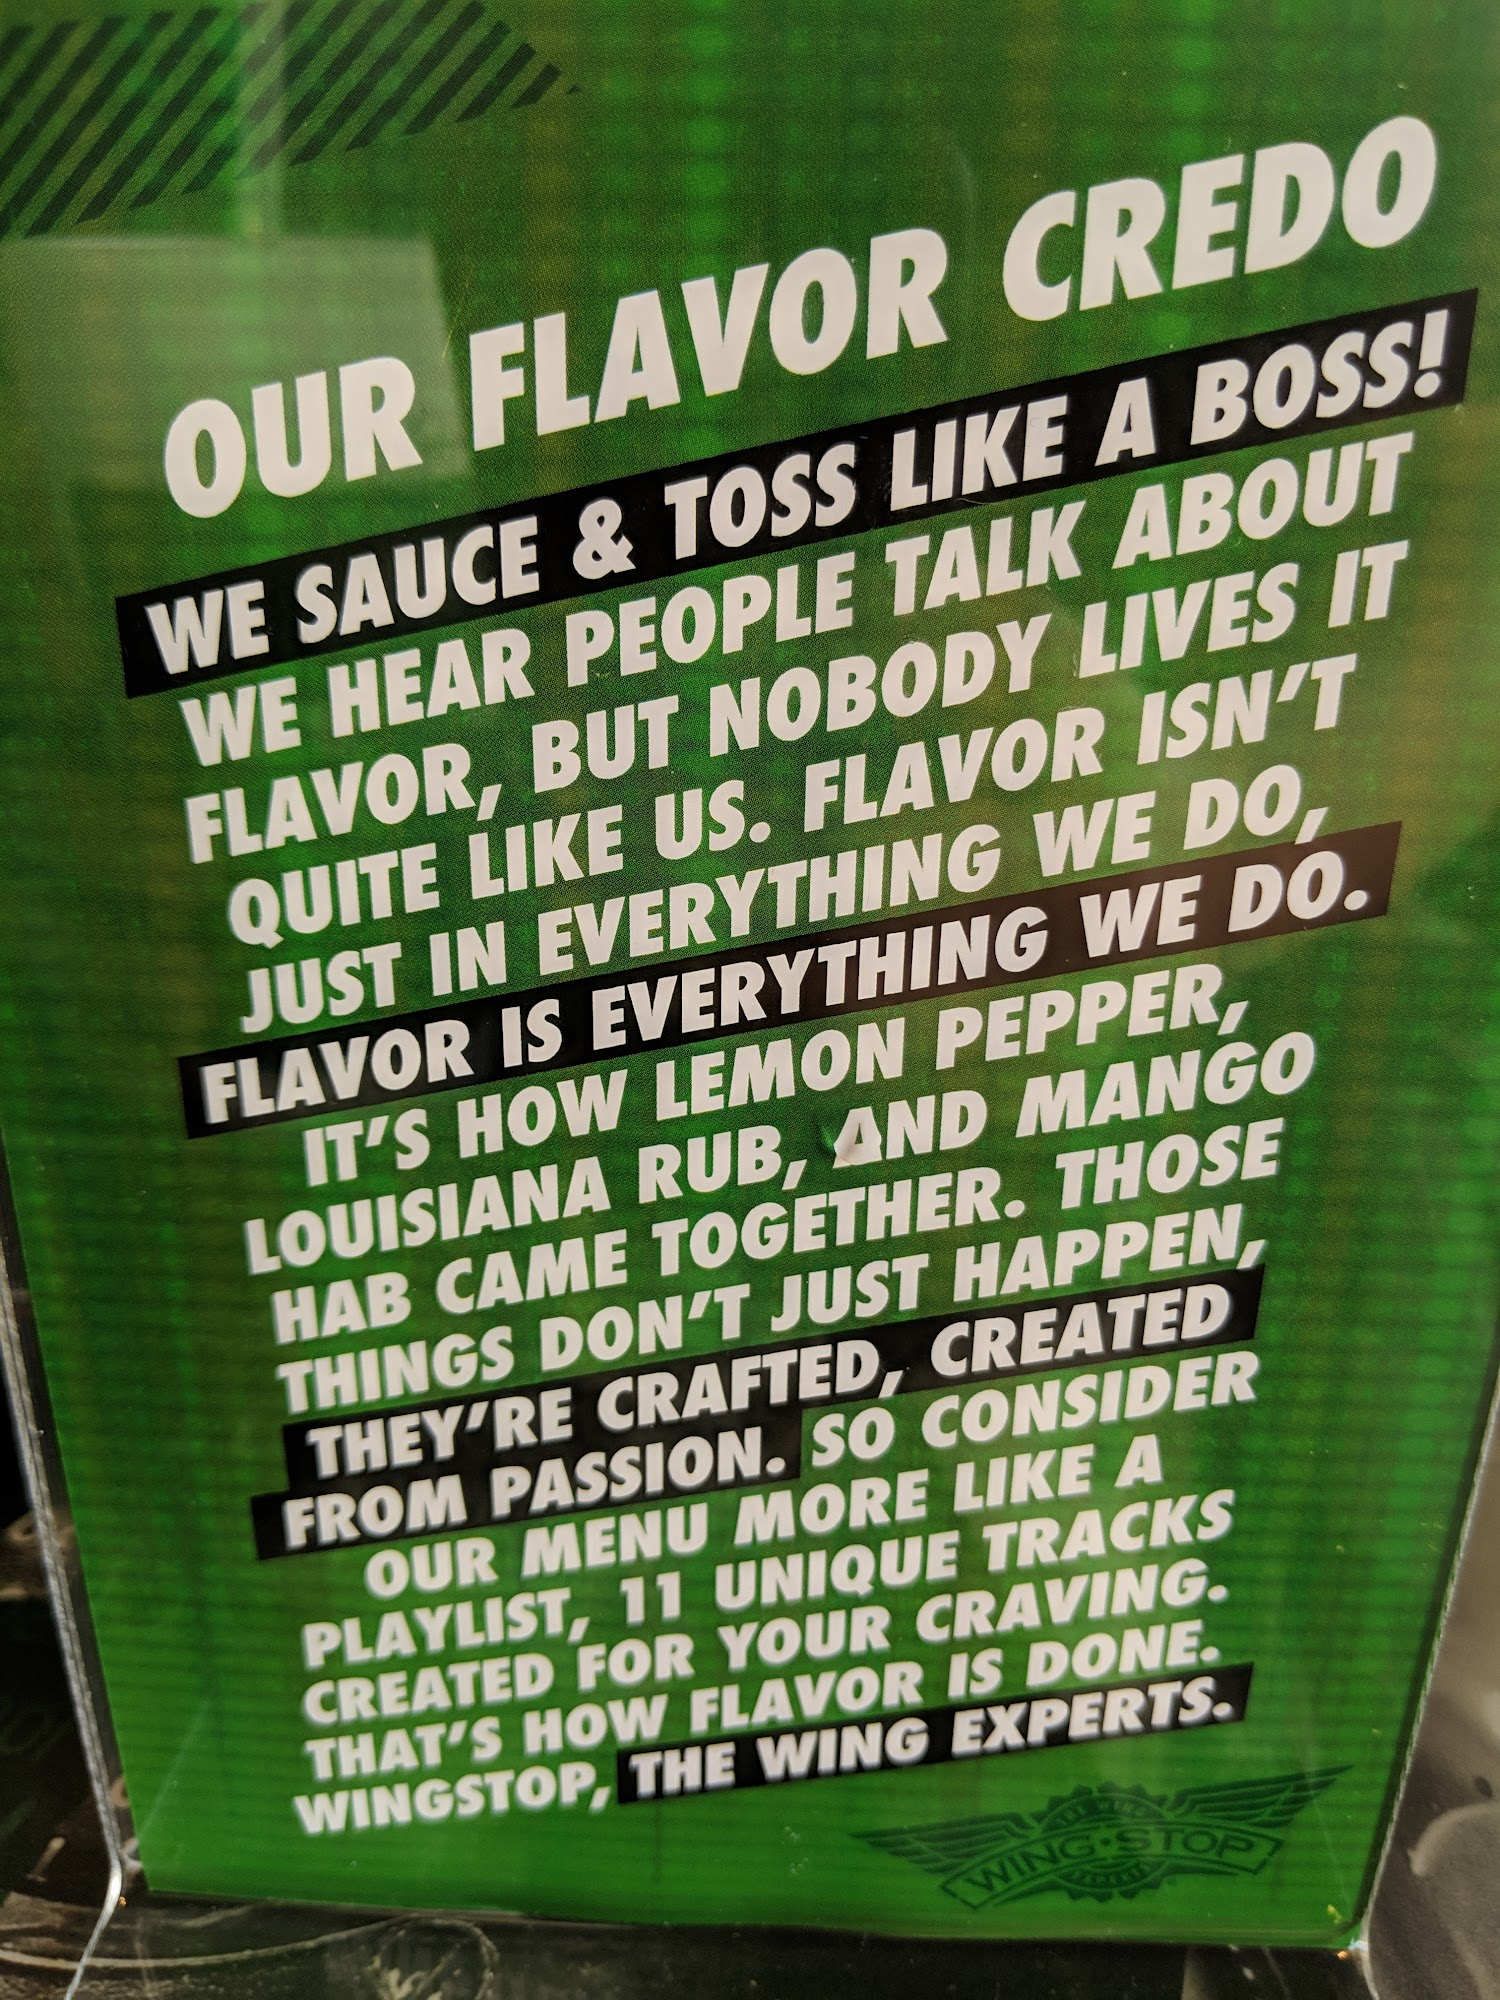 OUR FLAVOR CREDO
WE SAUCE & TOSS LIKE A BOSS!
WE HEAR PEOPLE TALK ABOUT
FLAVOR, BUT NOBODY LIVES IT
QUITE LIKE US. FLAVOR ISN'T
JUST IN EVERYTHING WE DO,
FLAVOR IS EVERYTHING WE DO.
IT'S HOW LEMON PEPPER,
LOUISIANA RUB, AND MANGO
HAB CAME TOGETHER. THOSE
THINGS DON'T JUST HAPPEN,
THEY'RE CRAFTED, CREATED
FROM PASSION. SO CONSIDER
OUR MENU MORE LIKE A
PLAYLIST, 11 UNIQUE TRACKS
CREATED FOR YOUR CRAVING.
THAT'S HOW FLAVOR IS DONE.
WINGSTOP, THE WING EXPERTS.
THE WING
WING·STOP
EXPERTS